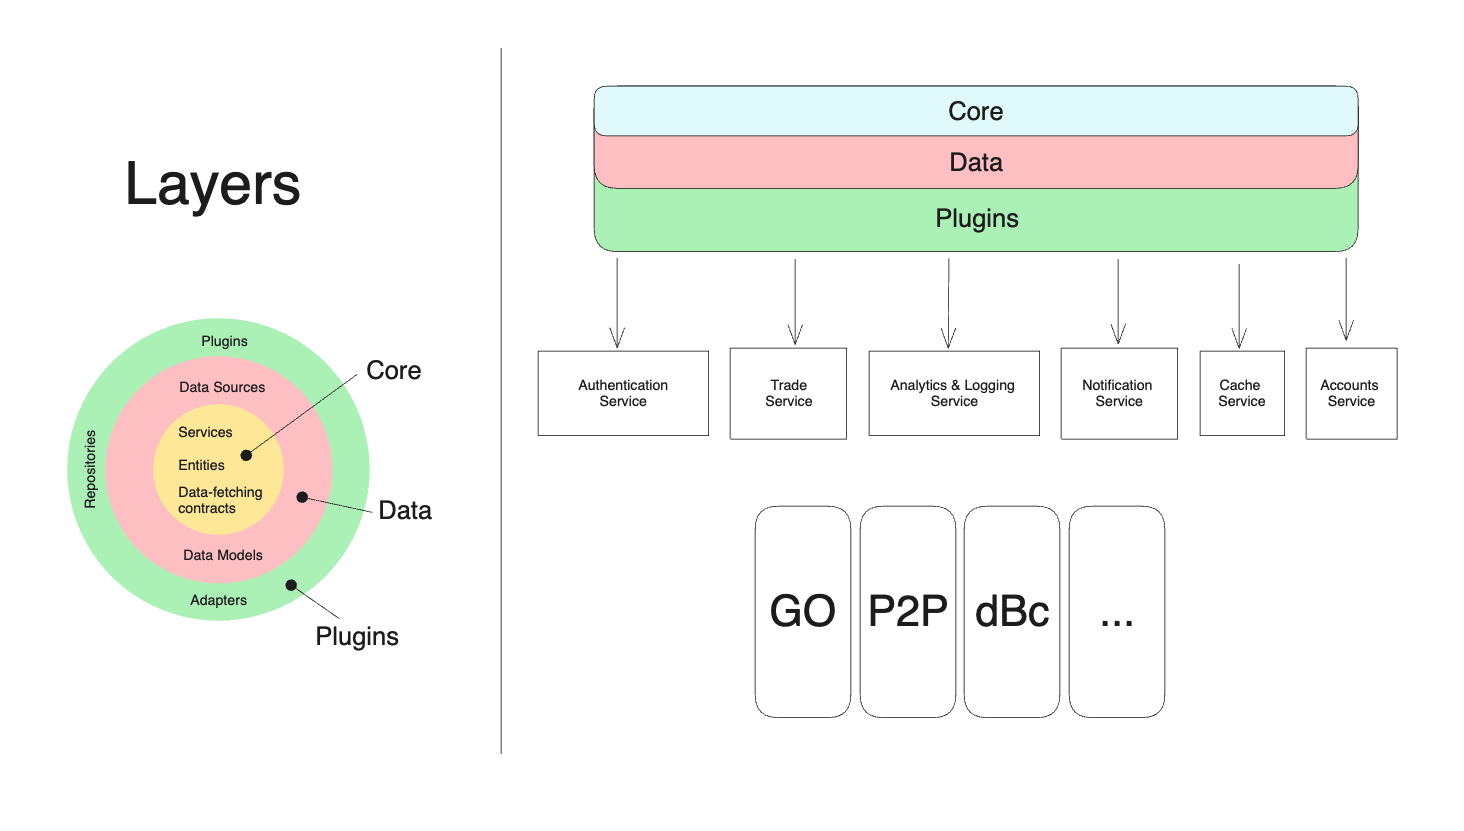 Layers
Plugins
Data Sources
Services
Entities
Data-fetching
contracts
Data Models
Adapters
Repositories
Core
Data
Plugins
Core
Data
Plugins
Authentication
Service
Trade
Service
Analytics & Logging
Service
Notification
Service
Cache
Service
Accounts
Service
GO
P2P
dBc
...